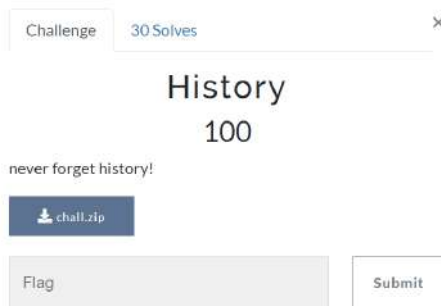 Challenge 30 Solves ×
History
100
never forget history!
chall.zip
Flag Submit